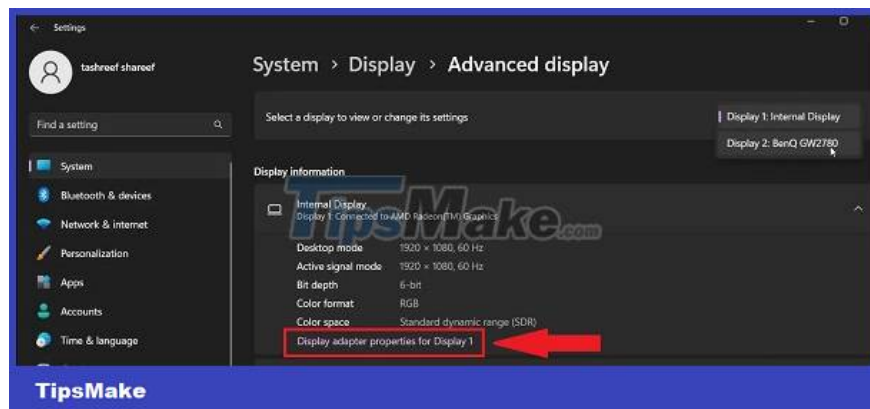 Settings
tashreef shareef
System > Display > Advanced display
Find a setting
Select a display to view or change its settings
Display 1: Internal Display
Display 2: BenQ GW2780
System
Display information
Bluetooth & devices
Internal Display
Display 1: Connected to AMD Radeon(TM) Graphics
Network & internet
TipsMake.com
Personalization
Desktop mode 1920 × 1080, 60 Hz
Active signal mode 1920 × 1080, 60 Hz
Apps
Bit depth 6-bit
Color format RGB
Accounts
Color space Standard dynamic range (SDR)
Time & language
Display adapter properties for Display 1
TipsMake